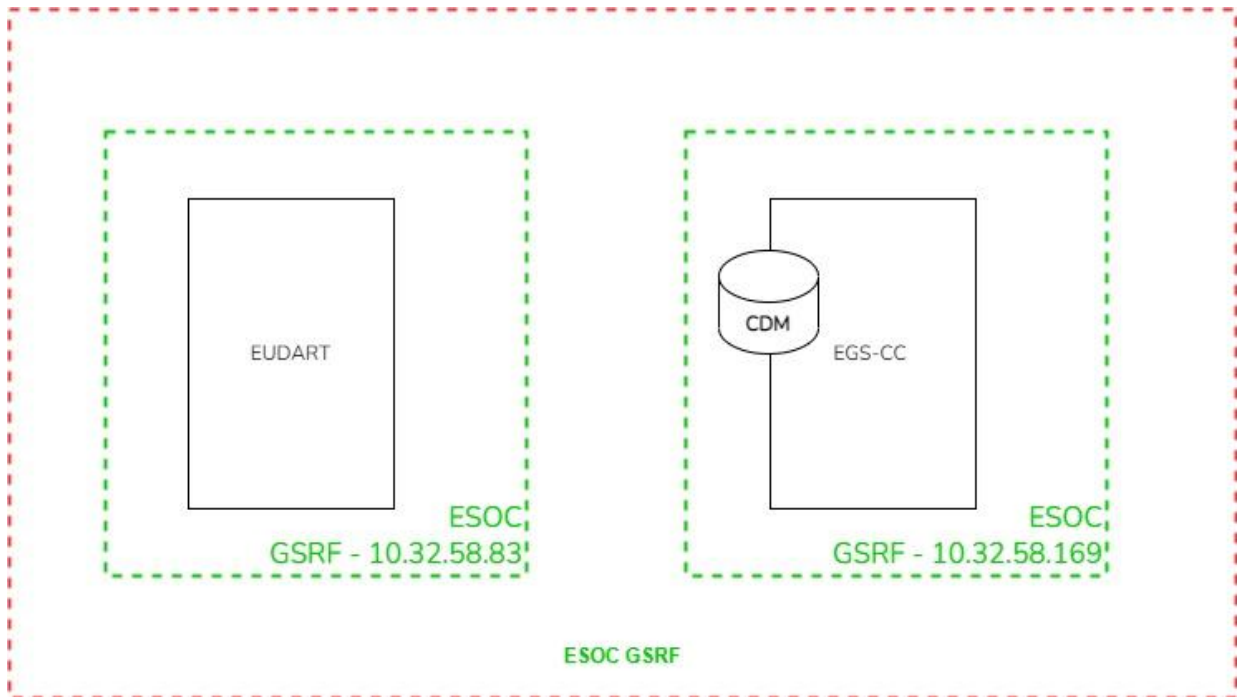 EUDART
ESOC
GSRF - 10.32.58.83
CDM
EGS-CC
ESOC
GSRF - 10.32.58.169
ESOC GSRF